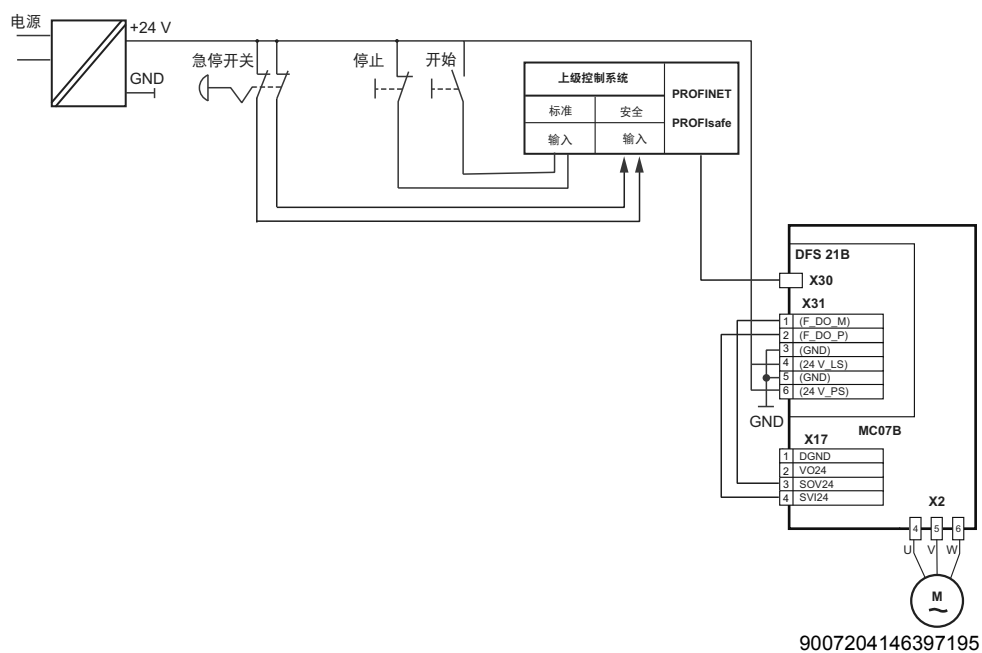 电源
+24 V
GND
急停开关
停止
开始
上级控制系统
标准
安全
输入
输入
PROFINET
PROFIsafe
DFS 21B
X30
X31
1 (F_DO_M)
2 (F_DO_P)
3 (GND)
4 (24 V_LS)
5 (GND)
6 (24 V_PS)
GND
MC07B
X17
1 DGND
2 VO24
3 SOV24
4 SVI24
X2
4 5 6
U V W
M
~
9007204146397195